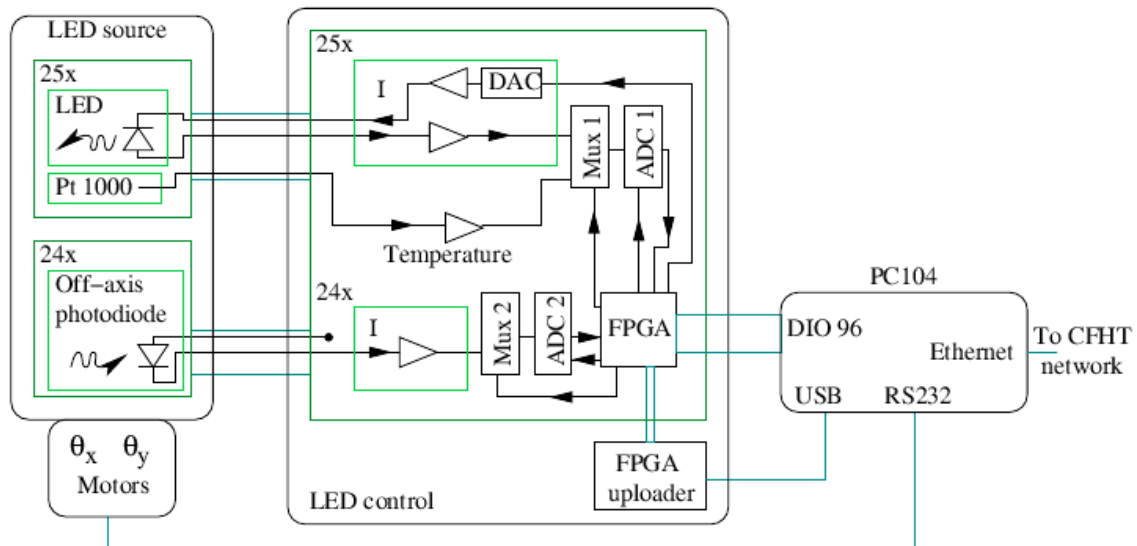 LED source
25x
LED
Pt 1000
24x
Off-axis
photodiode
θx θy
Motors
25x
I
DAC
Mux 1
ADC 1
Temperature
24x
I
Mux 2
ADC 2
FPGA
FPGA
uploader
LED control
PC104
DIO 96
Ethernet
USB RS232
To CFHT
network